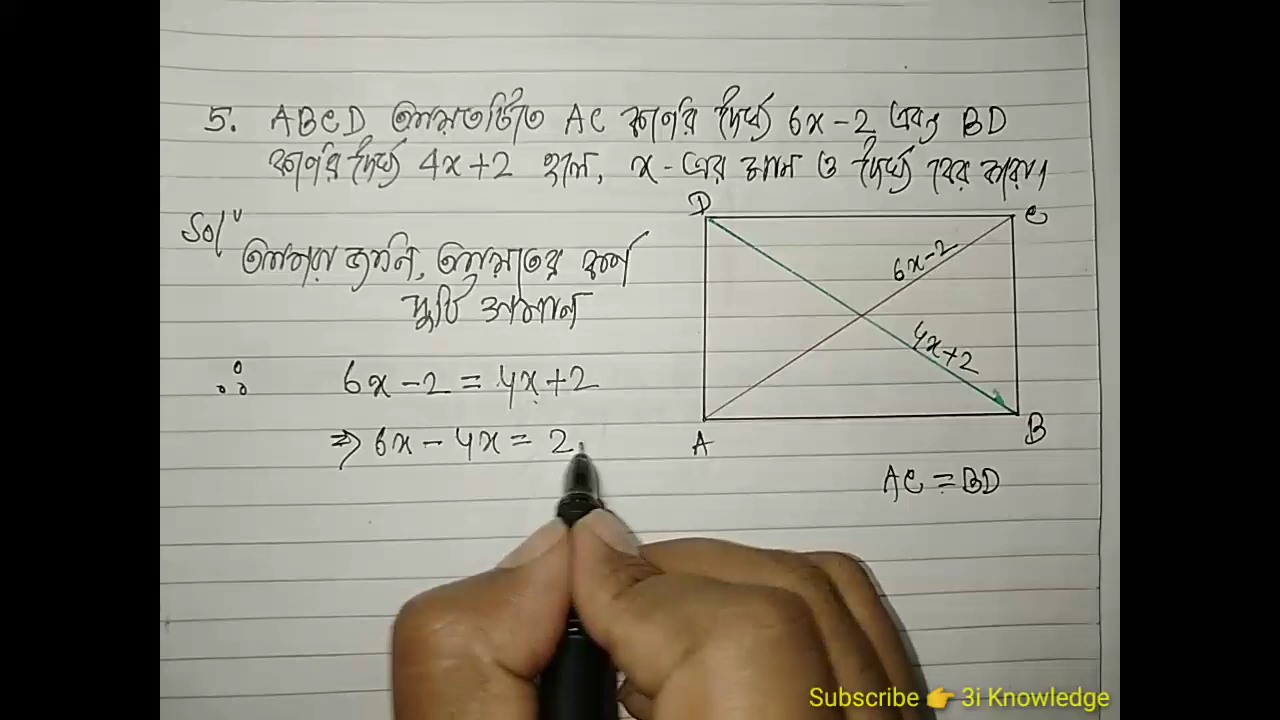 5. ABCD আয়তটিতে AC কর্ণের দৈর্ঘ্য 6x-2 এবং BD
কর্ণের দৈর্ঘ্য 4x+2 হলে, x-এর মান ও দৈর্ঘ্য বের করো।
Solⁿ
আমরা জানি, আয়তের কর্ণ
দুটি সমান
∴ 6x-2=4x+2
⇒ 6x-4x=2
D
C
6x-2
4x+2
A
B
AC=BD
Subscribe 👉 3i Knowledge